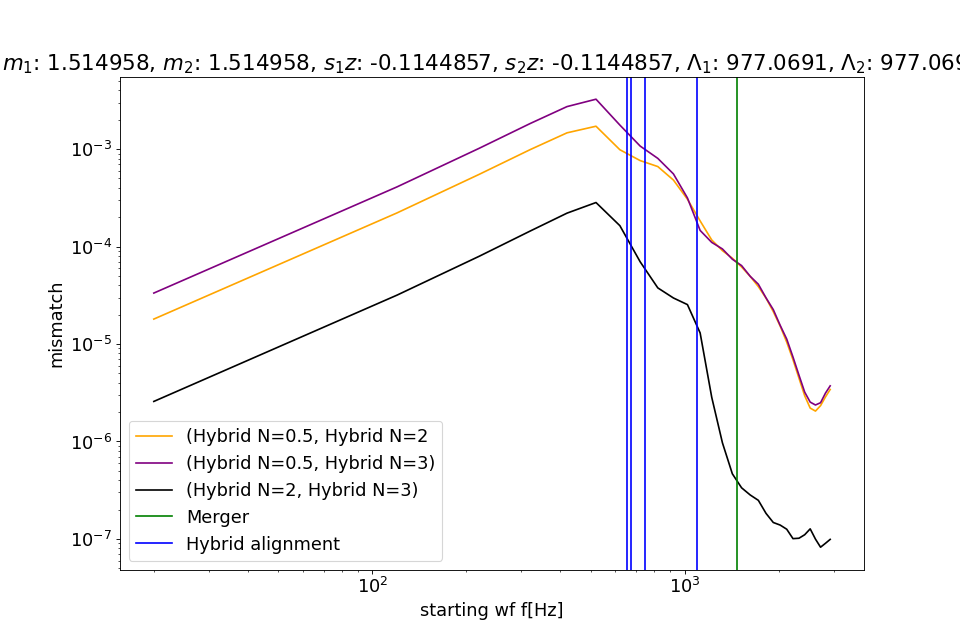 m₁: 1.514958, m₂: 1.514958, s₁z: -0.1144857, s₂z: -0.1144857, Λ₁: 977.0691, Λ₂: 977.069
10⁻³
10⁻⁴
10⁻⁵
10⁻⁶
10⁻⁷
mismatch
(Hybrid N=0.5, Hybrid N=2
(Hybrid N=0.5, Hybrid N=3)
(Hybrid N=2, Hybrid N=3)
Merger
Hybrid alignment
10² 10³
starting wf f[Hz]